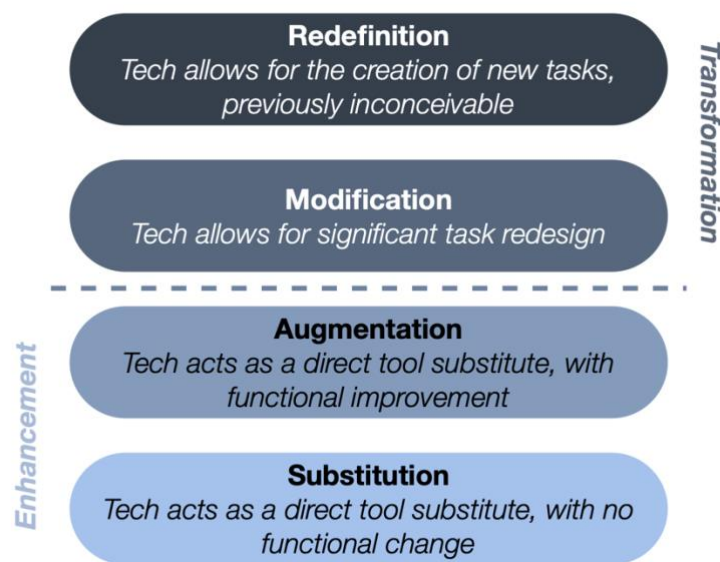 Redefinition
Tech allows for the creation of new tasks,
previously inconceivable
Transformation
Modification
Tech allows for significant task redesign
Augmentation
Tech acts as a direct tool substitute, with
functional improvement
Enhancement
Substitution
Tech acts as a direct tool substitute, with no
functional change